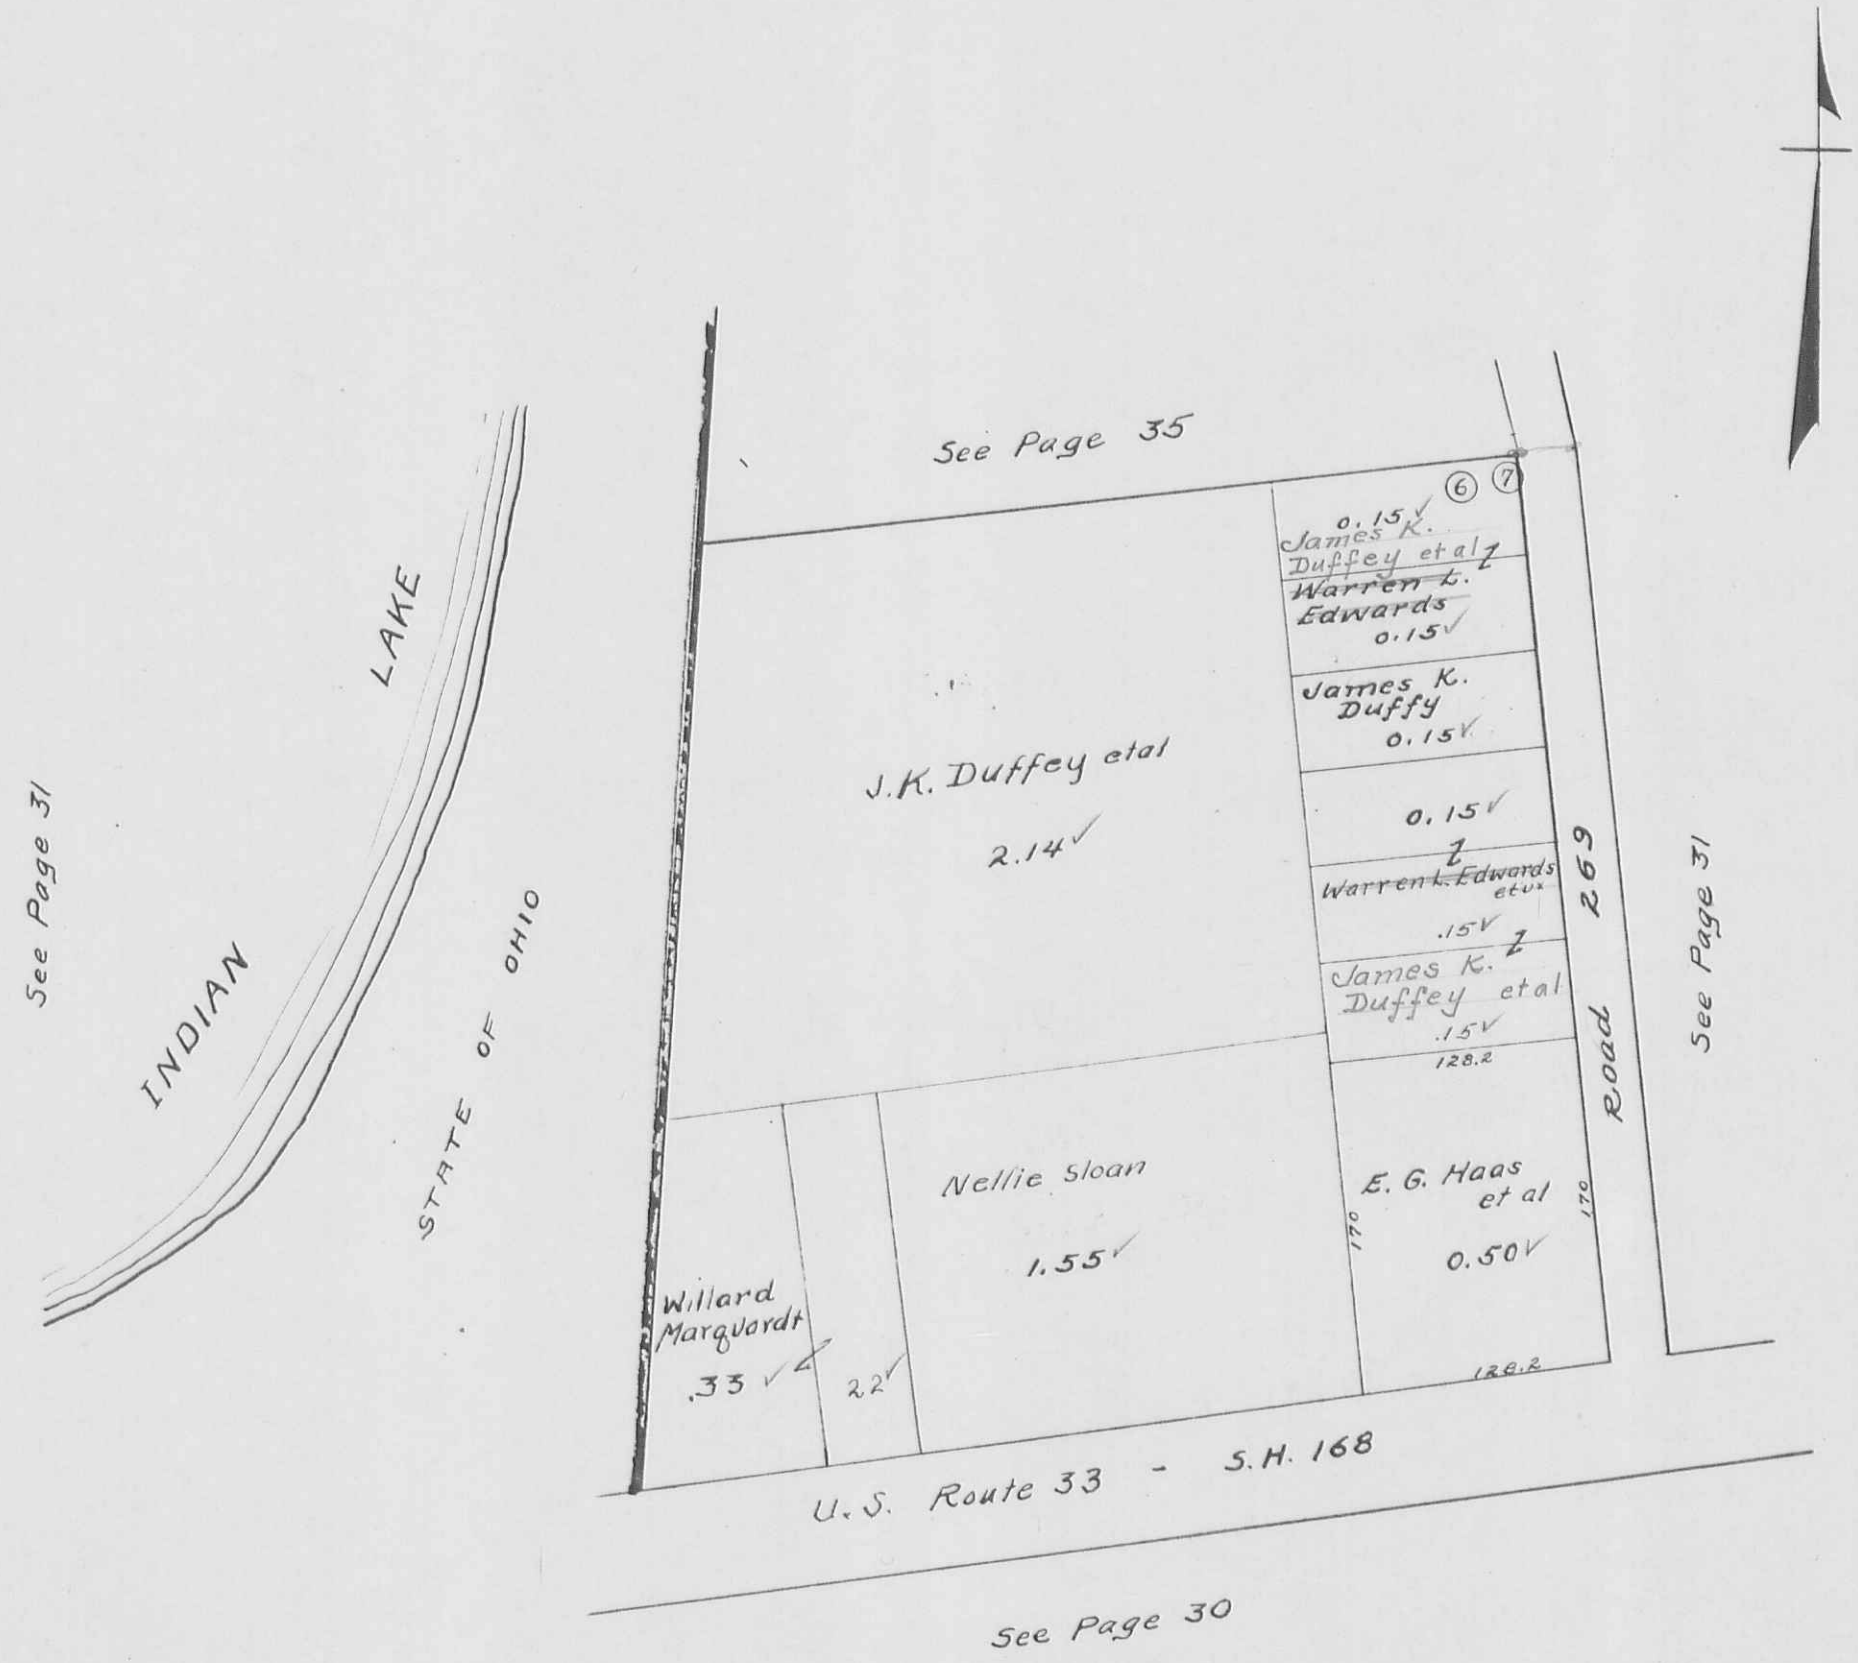 See Page 35
⑥ ⑦
0.15✓
James K.
Duffey et al
Warren L.
Edwards
0.15✓
James K.
Duffy
0.15✓
0.15✓
Warren L. Edwards
et ux
.15✓
James K.
Duffey et al
.15✓
128.2
J.K. Duffey etal
2.14✓
LAKE
INDIAN
STATE OF OHIO
See Page 31
Road 269
See Page 31
Nellie Sloan
1.55✓
E. G. Haas
et al
0.50✓
170
170
128.2
Willard
Marquardt
.33 ✓
22✓
U.S. Route 33 - S.H. 168
See Page 30